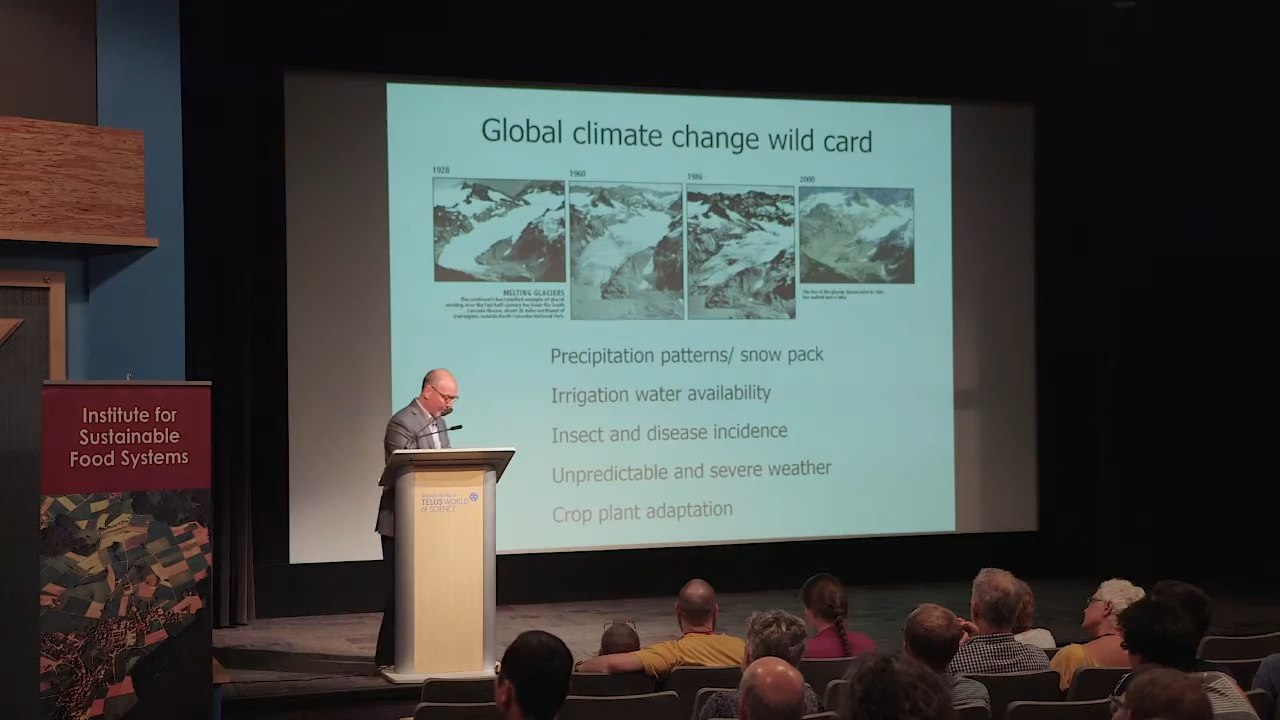 Global climate change wild card
1928
1960
1986
2000
MELTING GLACIERS
Precipitation patterns/ snow pack
Irrigation water availability
Insect and disease incidence
Unpredictable and severe weather
Crop plant adaptation
Institute for
Sustainable
Food Systems
TELUS WORLD
of SCIENCE